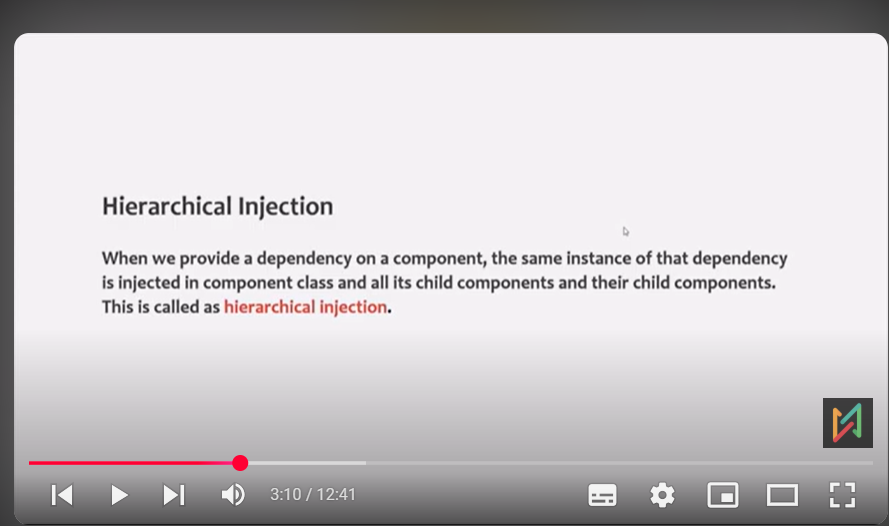 Hierarchical Injection
When we provide a dependency on a component, the same instance of that dependency
is injected in component class and all its child components and their child components.
This is called as hierarchical injection.
3:10 / 12:41